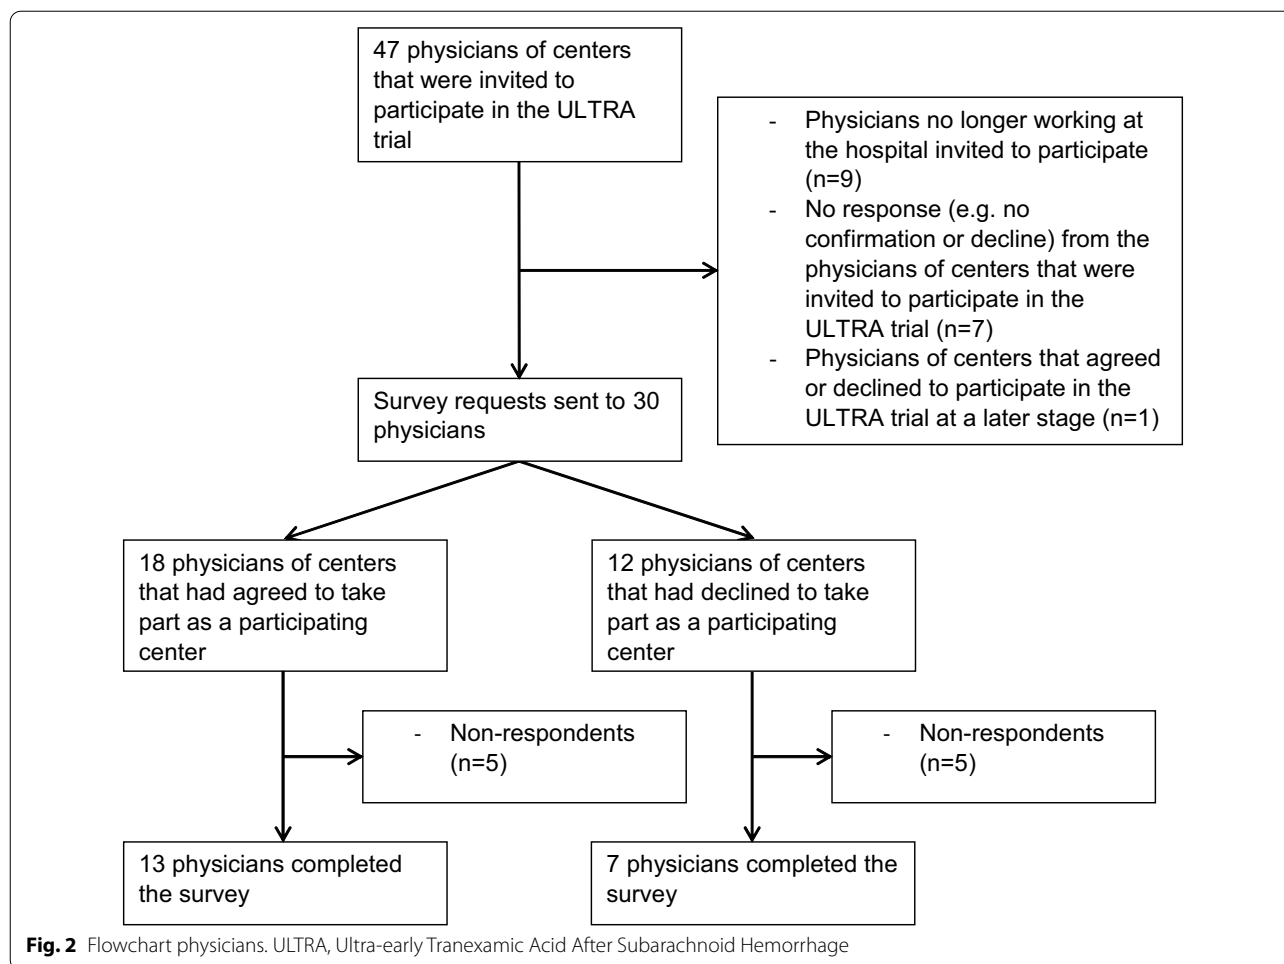 47 physicians of centers
that were invited to
participate in the ULTRA
trial
- Physicians no longer working at
the hospital invited to participate
(n=9)
- No response (e.g. no
confirmation or decline) from the
physicians of centers that were
invited to participate in the
ULTRA trial (n=7)
- Physicians of centers that agreed
or declined to participate in the
ULTRA trial at a later stage (n=1)
Survey requests sent to 30
physicians
18 physicians of centers
that had agreed to take
part as a participating
center
12 physicians of centers
that had declined to take
part as a participating
center
- Non-respondents
(n=5)
- Non-respondents
(n=5)
13 physicians completed
the survey
7 physicians completed the
survey
Fig. 2 Flowchart physicians. ULTRA, Ultra-early Tranexamic Acid After Subarachnoid Hemorrhage